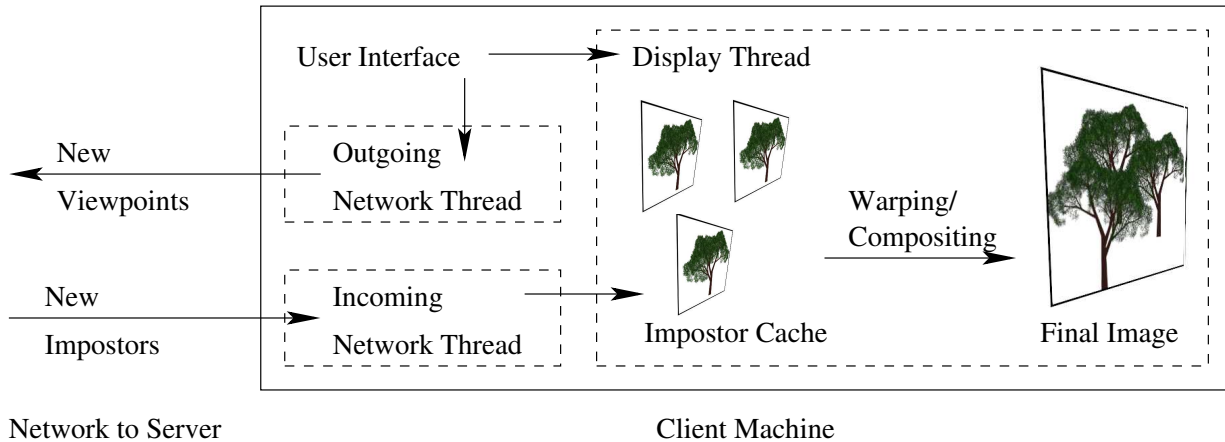 User Interface
Display Thread
New
Viewpoints
Outgoing
Network Thread
Warping/
Compositing
New
Impostors
Incoming
Network Thread
Impostor Cache
Final Image
Network to Server
Client Machine